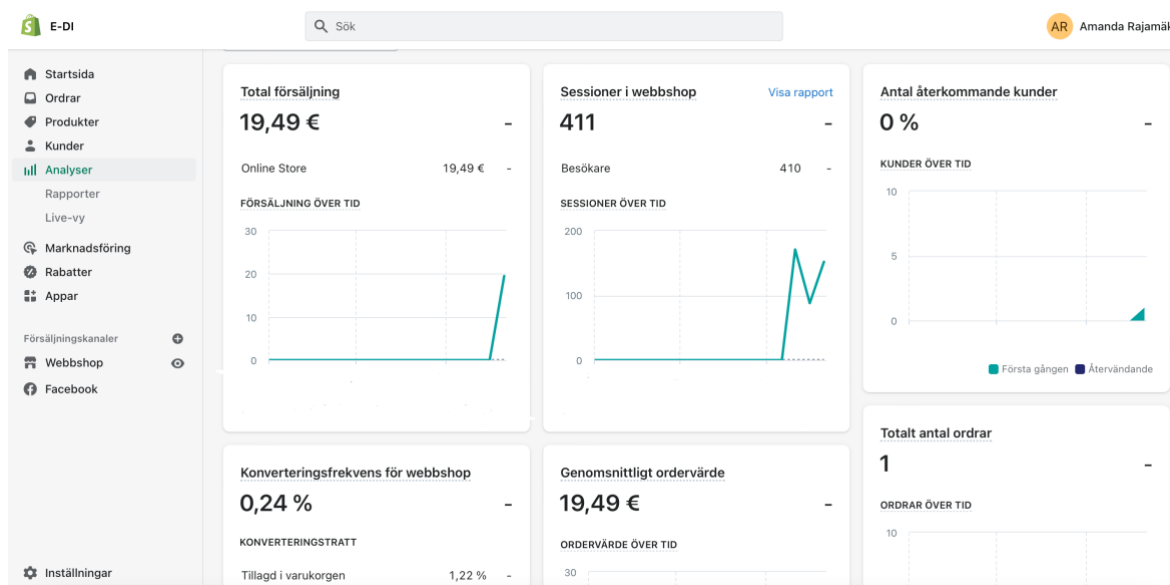 E-DI
Sök
AR Amanda Rajamäk
Startsida
Ordrar
Produkter
Kunder
Analyser
Rapporter
Live-vy
Marknadsföring
Rabatter
Appar
Försäljningskanaler
Webbshop
Facebook
Inställningar
Total försäljning
19,49 € -
Online Store 19,49 € -
FÖRSÄLJNING ÖVER TID
30
20
10
0
Sessioner i webbshop Visa rapport
411 -
Besökare 410 -
SESSIONER ÖVER TID
200
100
0
Antal återkommande kunder
0 % -
KUNDER ÖVER TID
10
5
0
Första gången Återvändande
Konverteringsfrekvens för webbshop
0,24 % -
KONVERTERINGSTRATT
Tillagd i varukorgen 1,22 % -
Genomsnittligt ordervärde
19,49 € -
ORDERVÄRDE ÖVER TID
30
Totalt antal ordrar
1 -
ORDRAR ÖVER TID
10